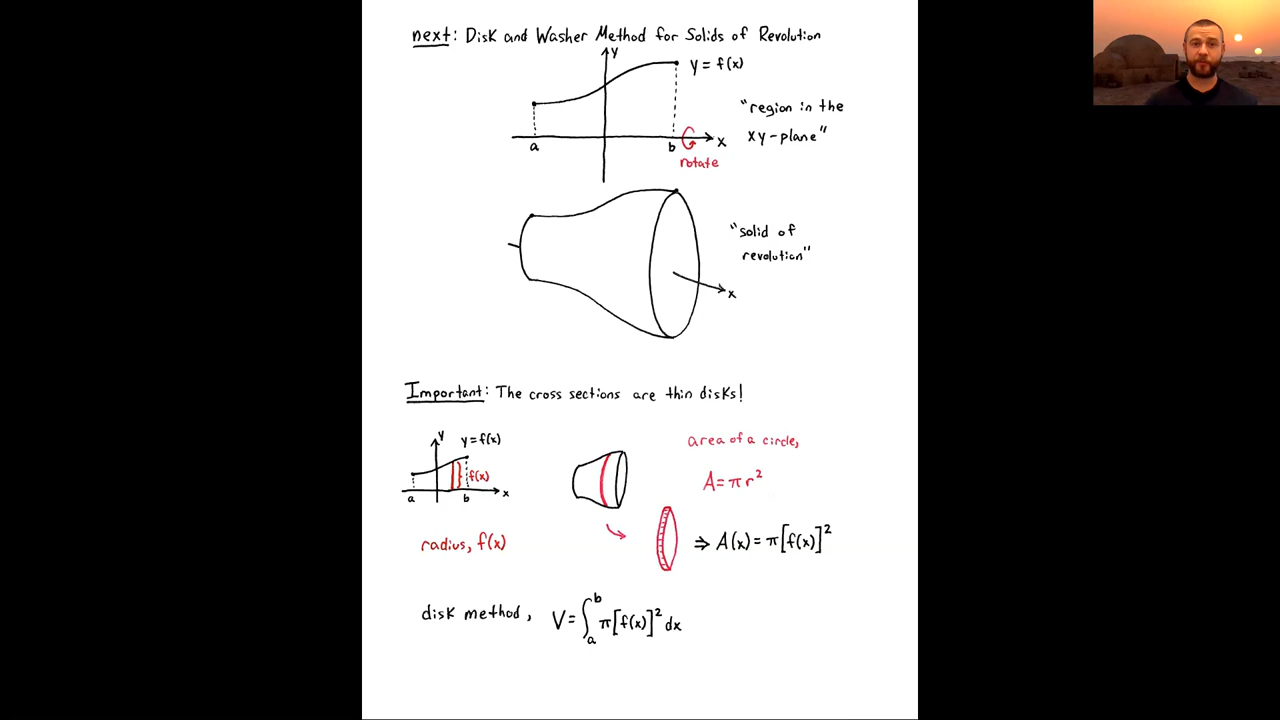 next: Disk and Washer Method for Solids of Revolution
y
y = f(x)
"region in the
xy-plane"
a
b
x
rotate
"solid of
revolution"
x
Important: The cross sections are thin disks!
y
y = f(x)
f(x)
a
b
x
radius, f(x)
area of a circle,
A = πr²
⇒ A(x) = π[f(x)]²
disk method, V = ∫ₐᵇ π[f(x)]² dx